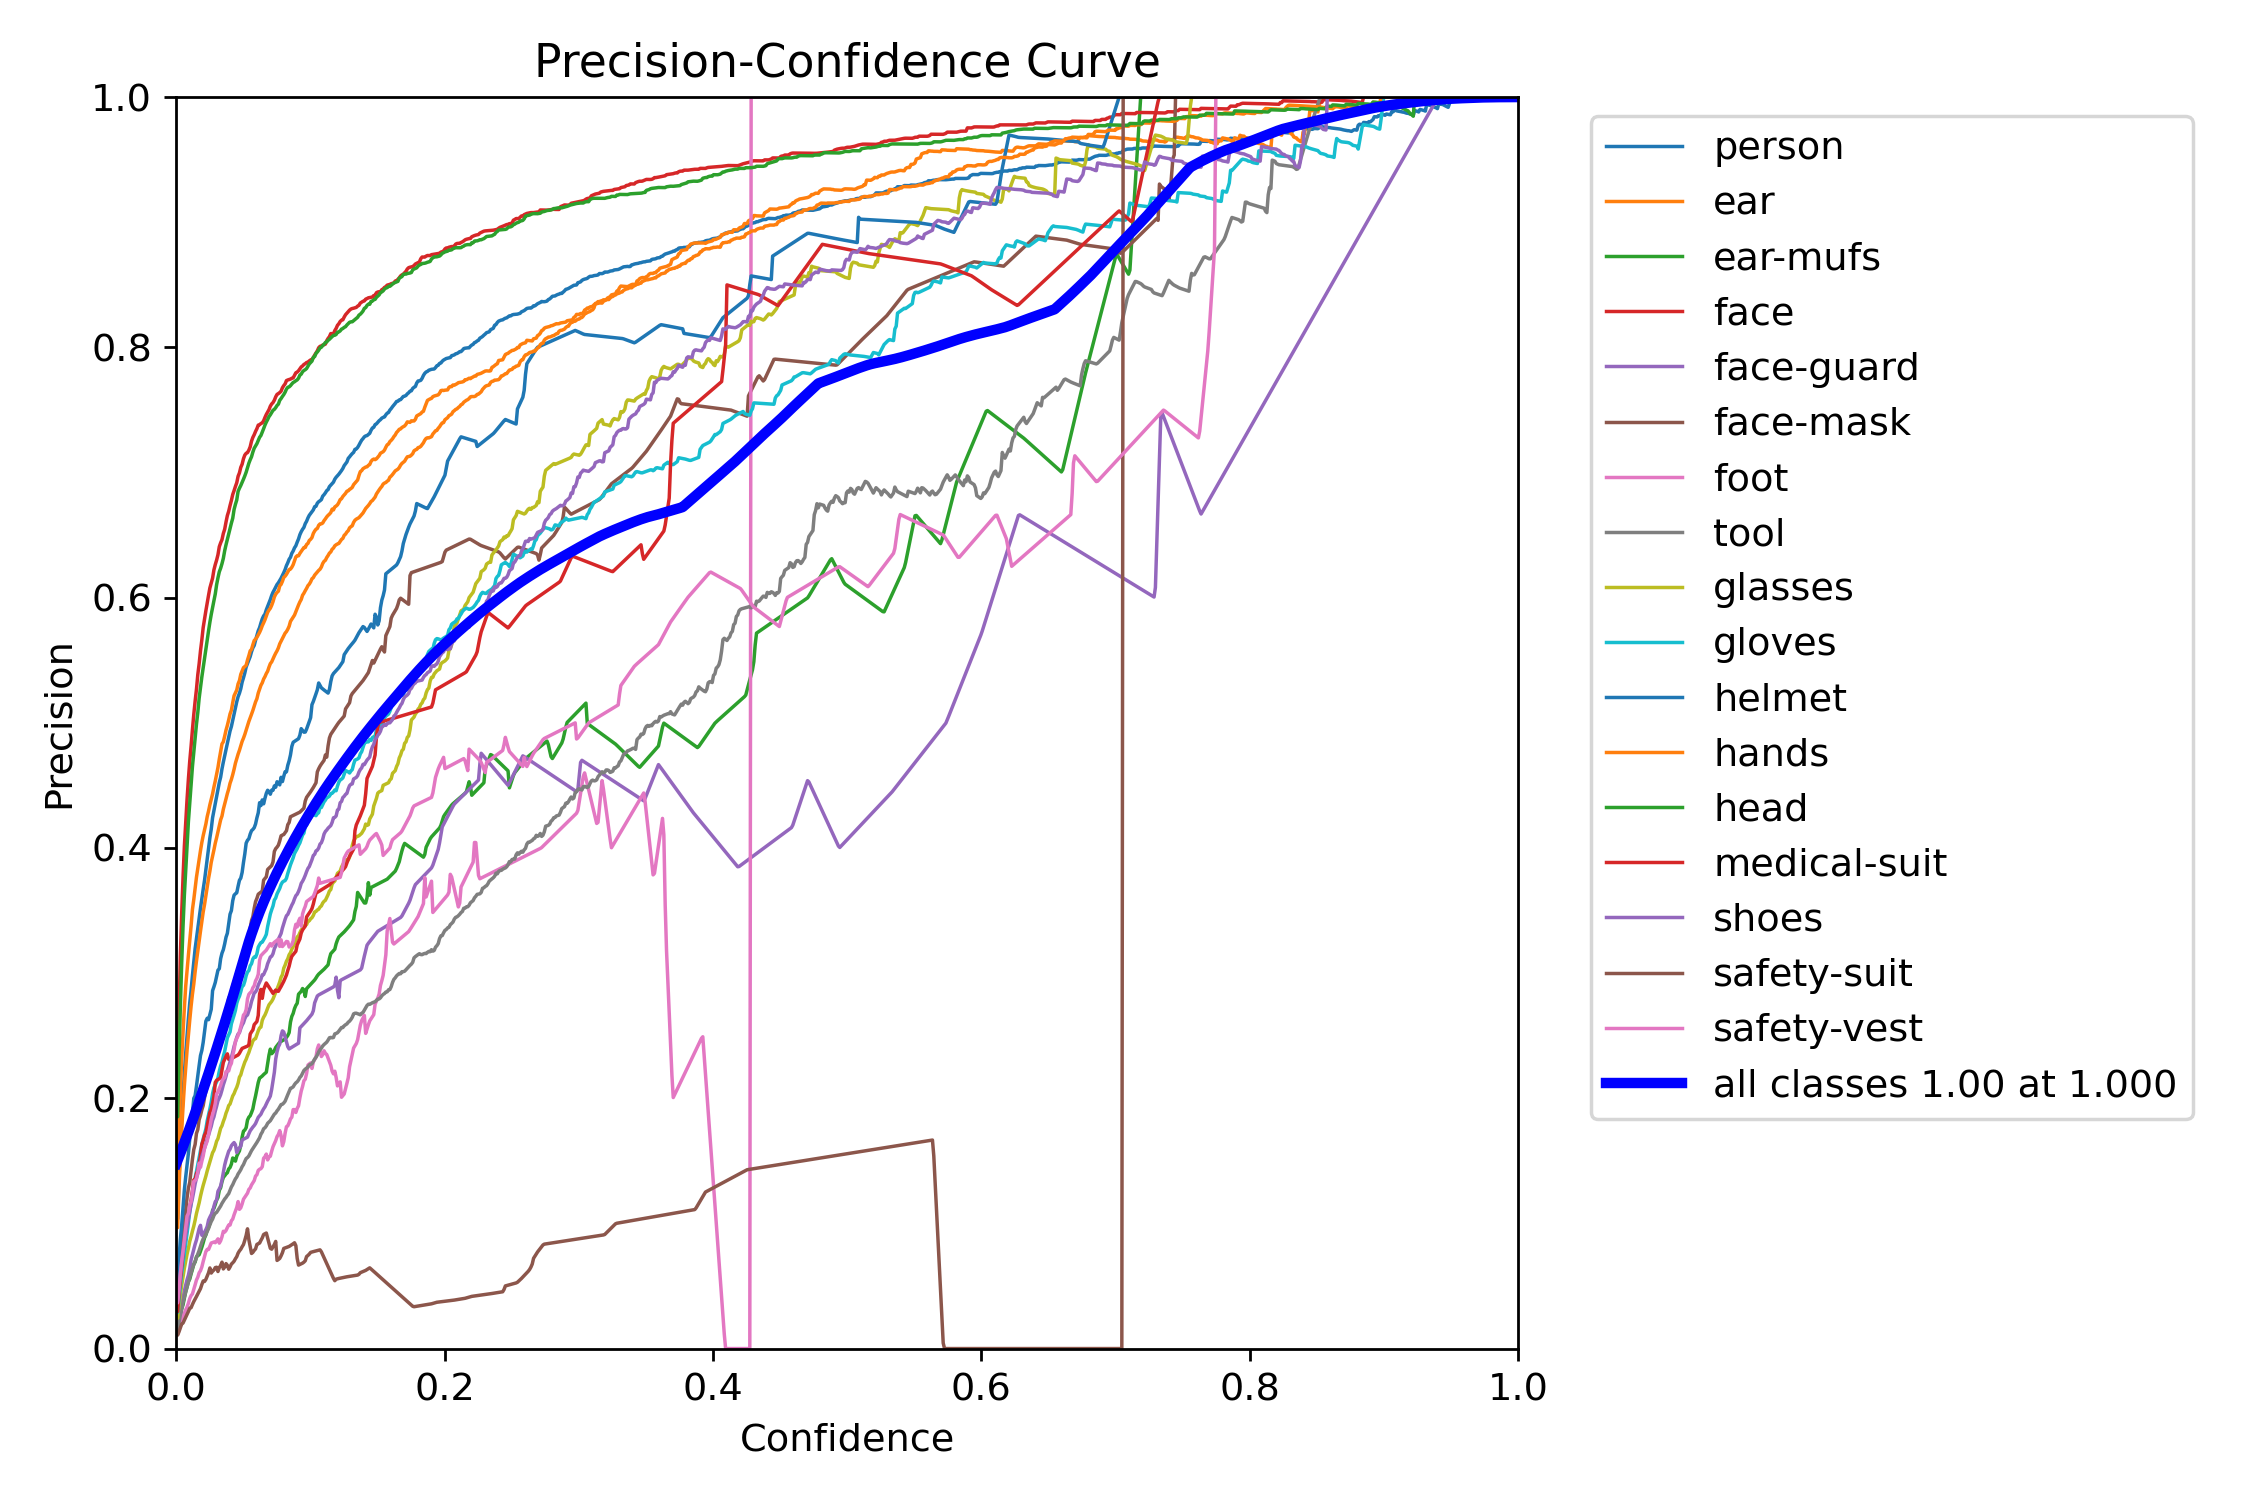 Precision-Confidence Curve
1.0
0.8
0.6
0.4
0.2
0.0
Precision
0.0 0.2 0.4 0.6 0.8 1.0
Confidence
person
ear
ear-mufs
face
face-guard
face-mask
foot
tool
glasses
gloves
helmet
hands
head
medical-suit
shoes
safety-suit
safety-vest
all classes 1.00 at 1.000